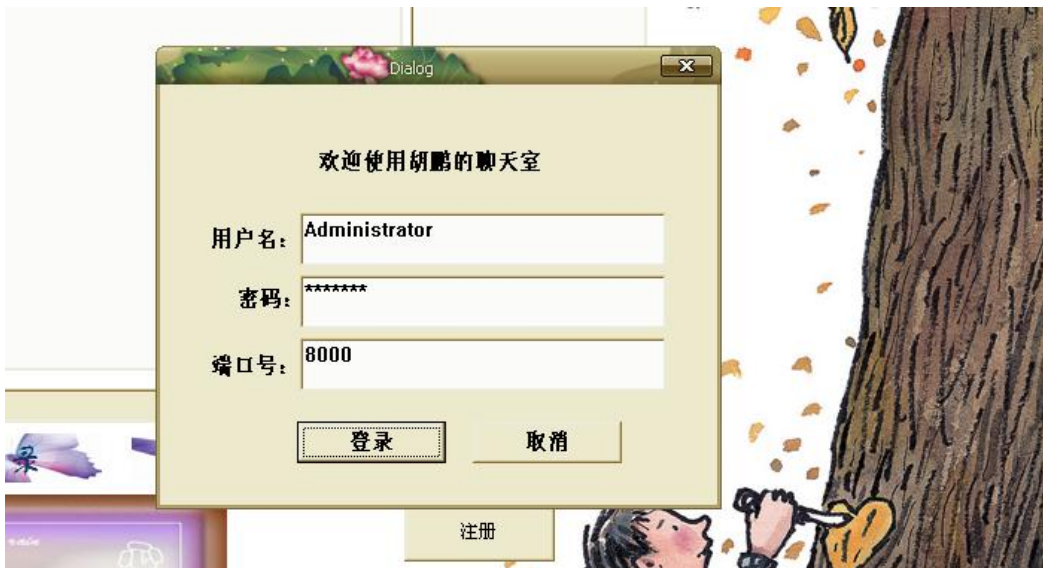 Dialog
欢迎使用胡鹏的聊天室
用户名：
Administrator
密码：
*******
端口号：
8000
登录
取消
录
注册